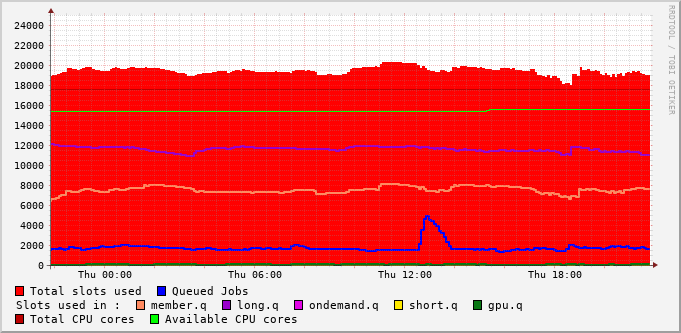 RRDTOOL / TOBI OETIKER
24000
22000
20000
18000
16000
14000
12000
10000
8000
6000
4000
2000
0
Thu 00:00 Thu 06:00 Thu 12:00 Thu 18:00
Total slots used Queued Jobs
Slots used in : member.q long.q ondemand.q short.q gpu.q
Total CPU cores Available CPU cores